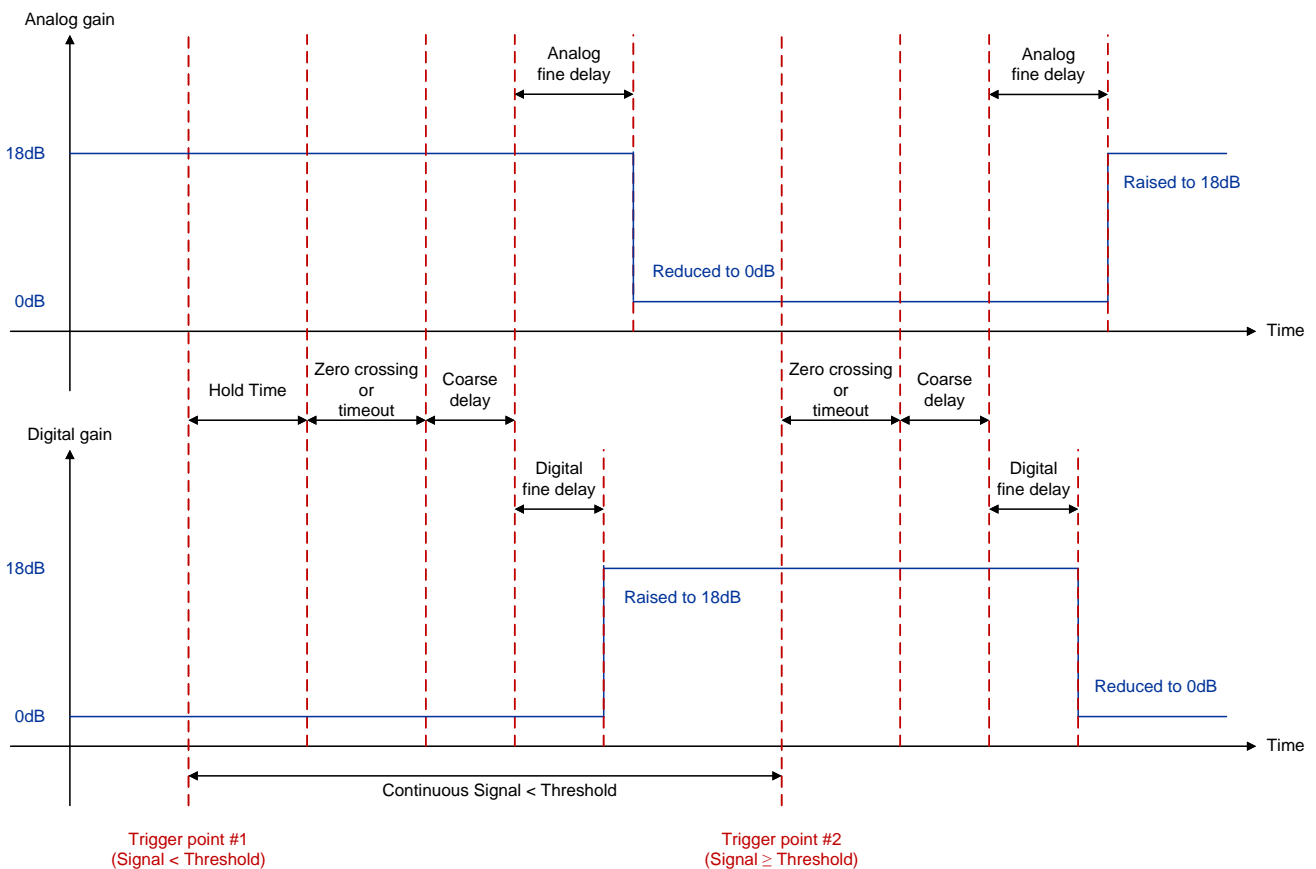 Analog gain
Analog
fine delay
Analog
fine delay
18dB
Raised to 18dB
Reduced to 0dB
0dB
Time
Hold Time
Zero crossing
or
timeout
Coarse
delay
Zero crossing
or
timeout
Coarse
delay
Digital gain
Digital
fine delay
Digital
fine delay
18dB
Raised to 18dB
Reduced to 0dB
0dB
Time
Continuous Signal < Threshold
Trigger point #1
(Signal < Threshold)
Trigger point #2
(Signal ≥ Threshold)